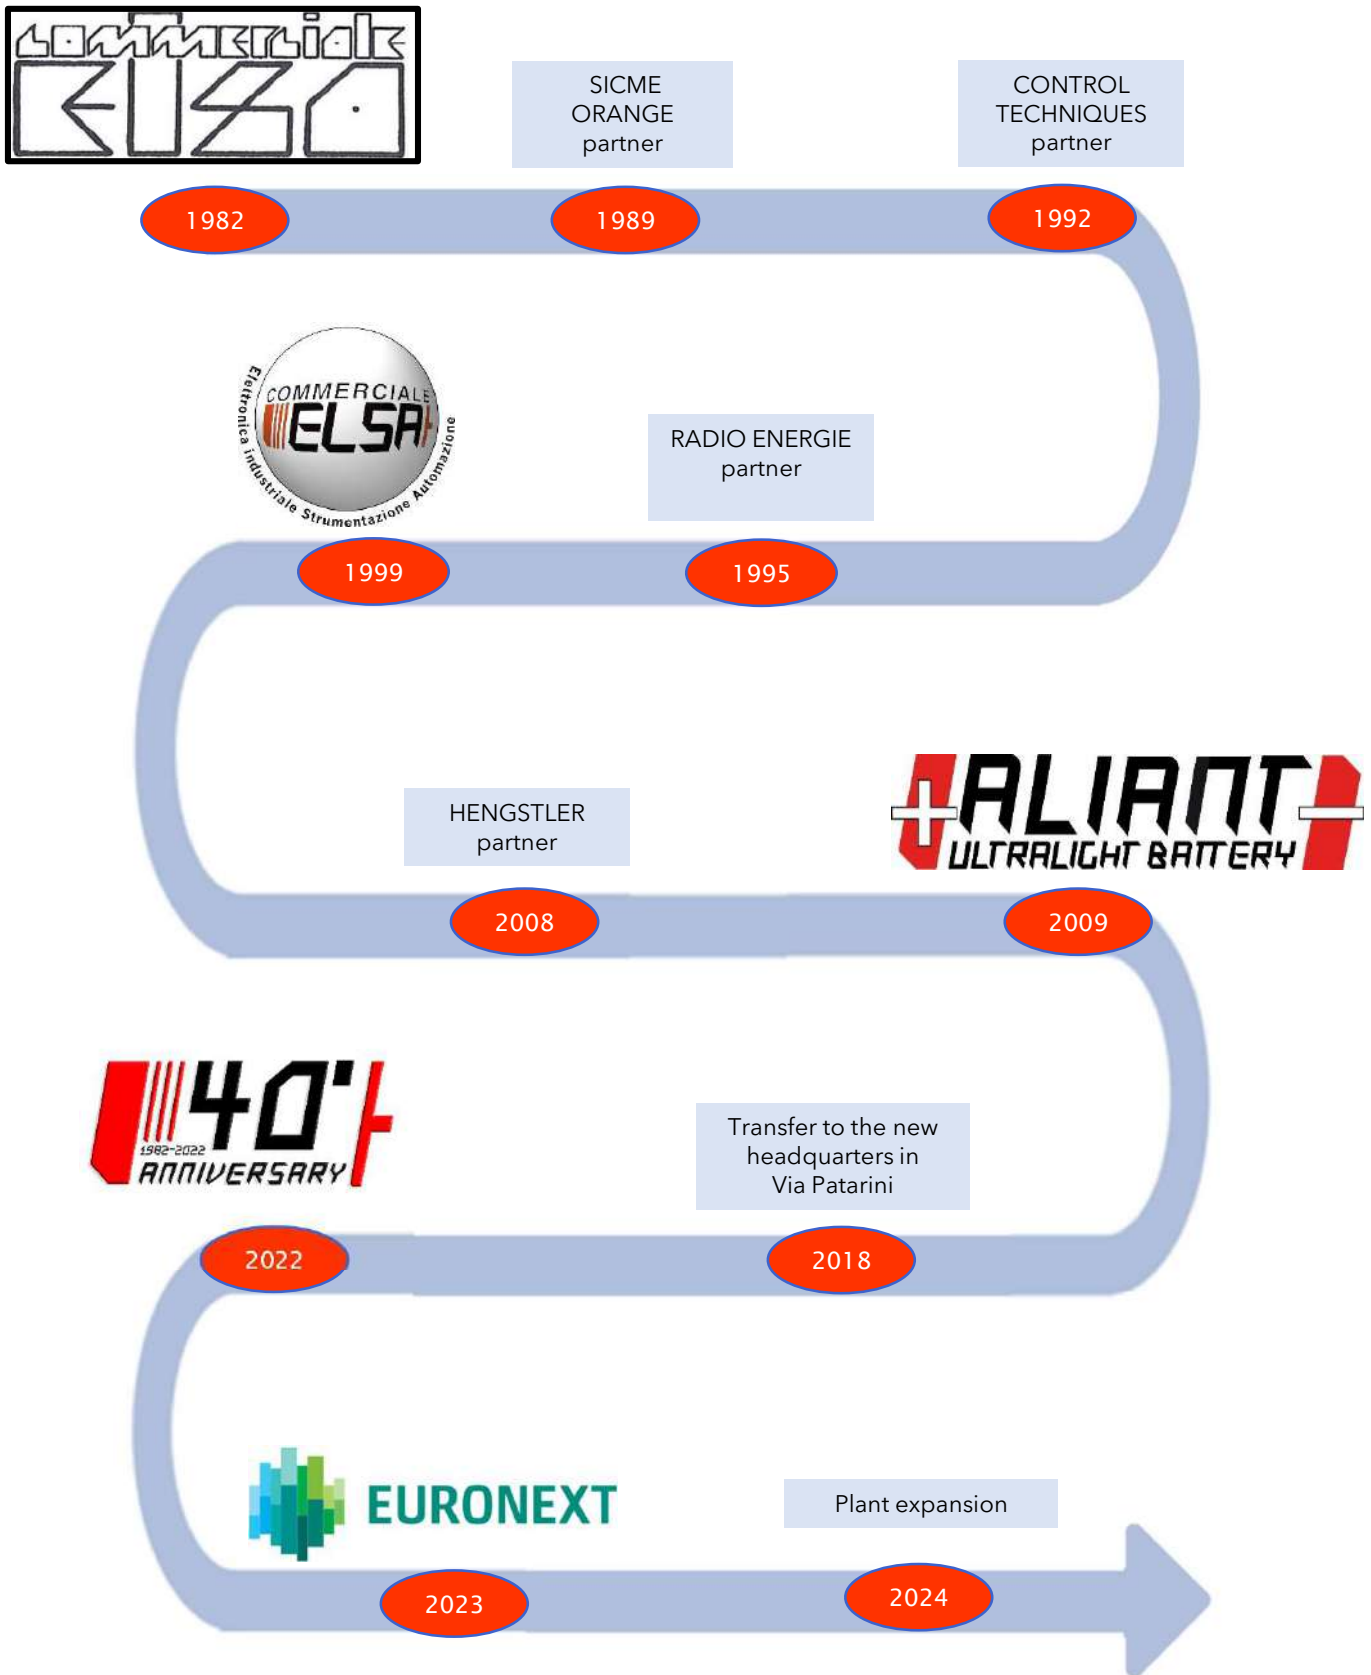 commerciale
ELSA
SICME
ORANGE
partner
CONTROL
TECHNIQUES
partner
1982
1989
1992
COMMERCIALE
ELSA
Elettronica industriale Strumentazione Automazione
RADIO ENERGIE
partner
1999
1995
HENGSTLER
partner
ALIANT
ULTRALIGHT BATTERY
2008
2009
40°
1982-2022
ANNIVERSARY
Transfer to the new
headquarters in
Via Patarini
2022
2018
EURONEXT
Plant expansion
2023
2024